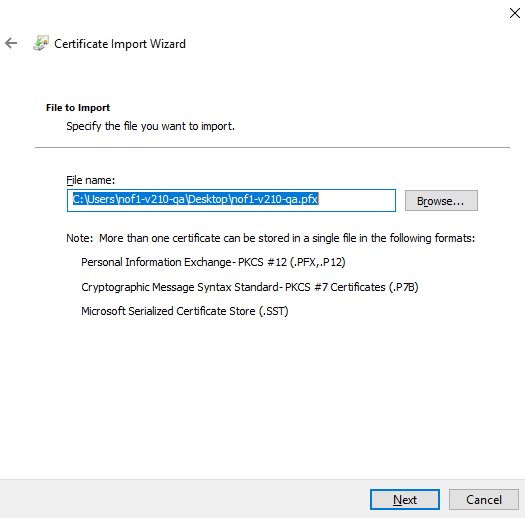 Certificate Import Wizard
File to Import
Specify the file you want to import.
File name:
C:\Users\nof1-v210-qa\Desktop\nof1-v210-qa.pfx
Browse...
Note: More than one certificate can be stored in a single file in the following formats:
Personal Information Exchange- PKCS #12 (.PFX,.P12)
Cryptographic Message Syntax Standard- PKCS #7 Certificates (.P7B)
Microsoft Serialized Certificate Store (.SST)
Next
Cancel